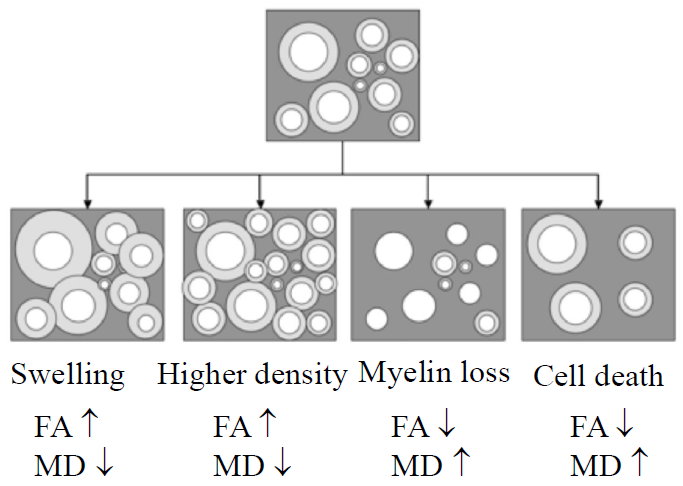 Swelling
Higher density
Myelin loss
Cell death
FA ↑
FA ↑
FA ↓
FA ↓
MD ↓
MD ↓
MD ↑
MD ↑